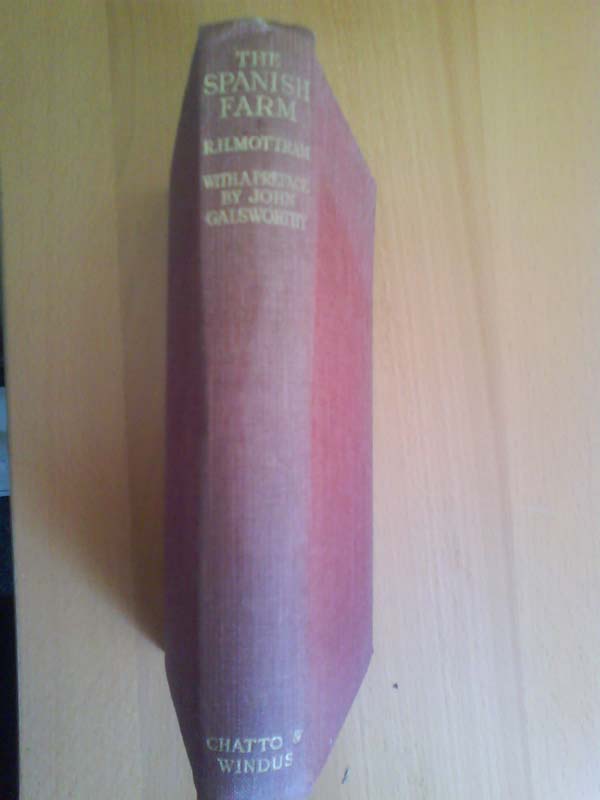 THE
SPANISH
FARM
R.H.MOTTRAM
WITH A PREFACE
BY JOHN
GALSWORTHY
CHATTO &
WINDUS